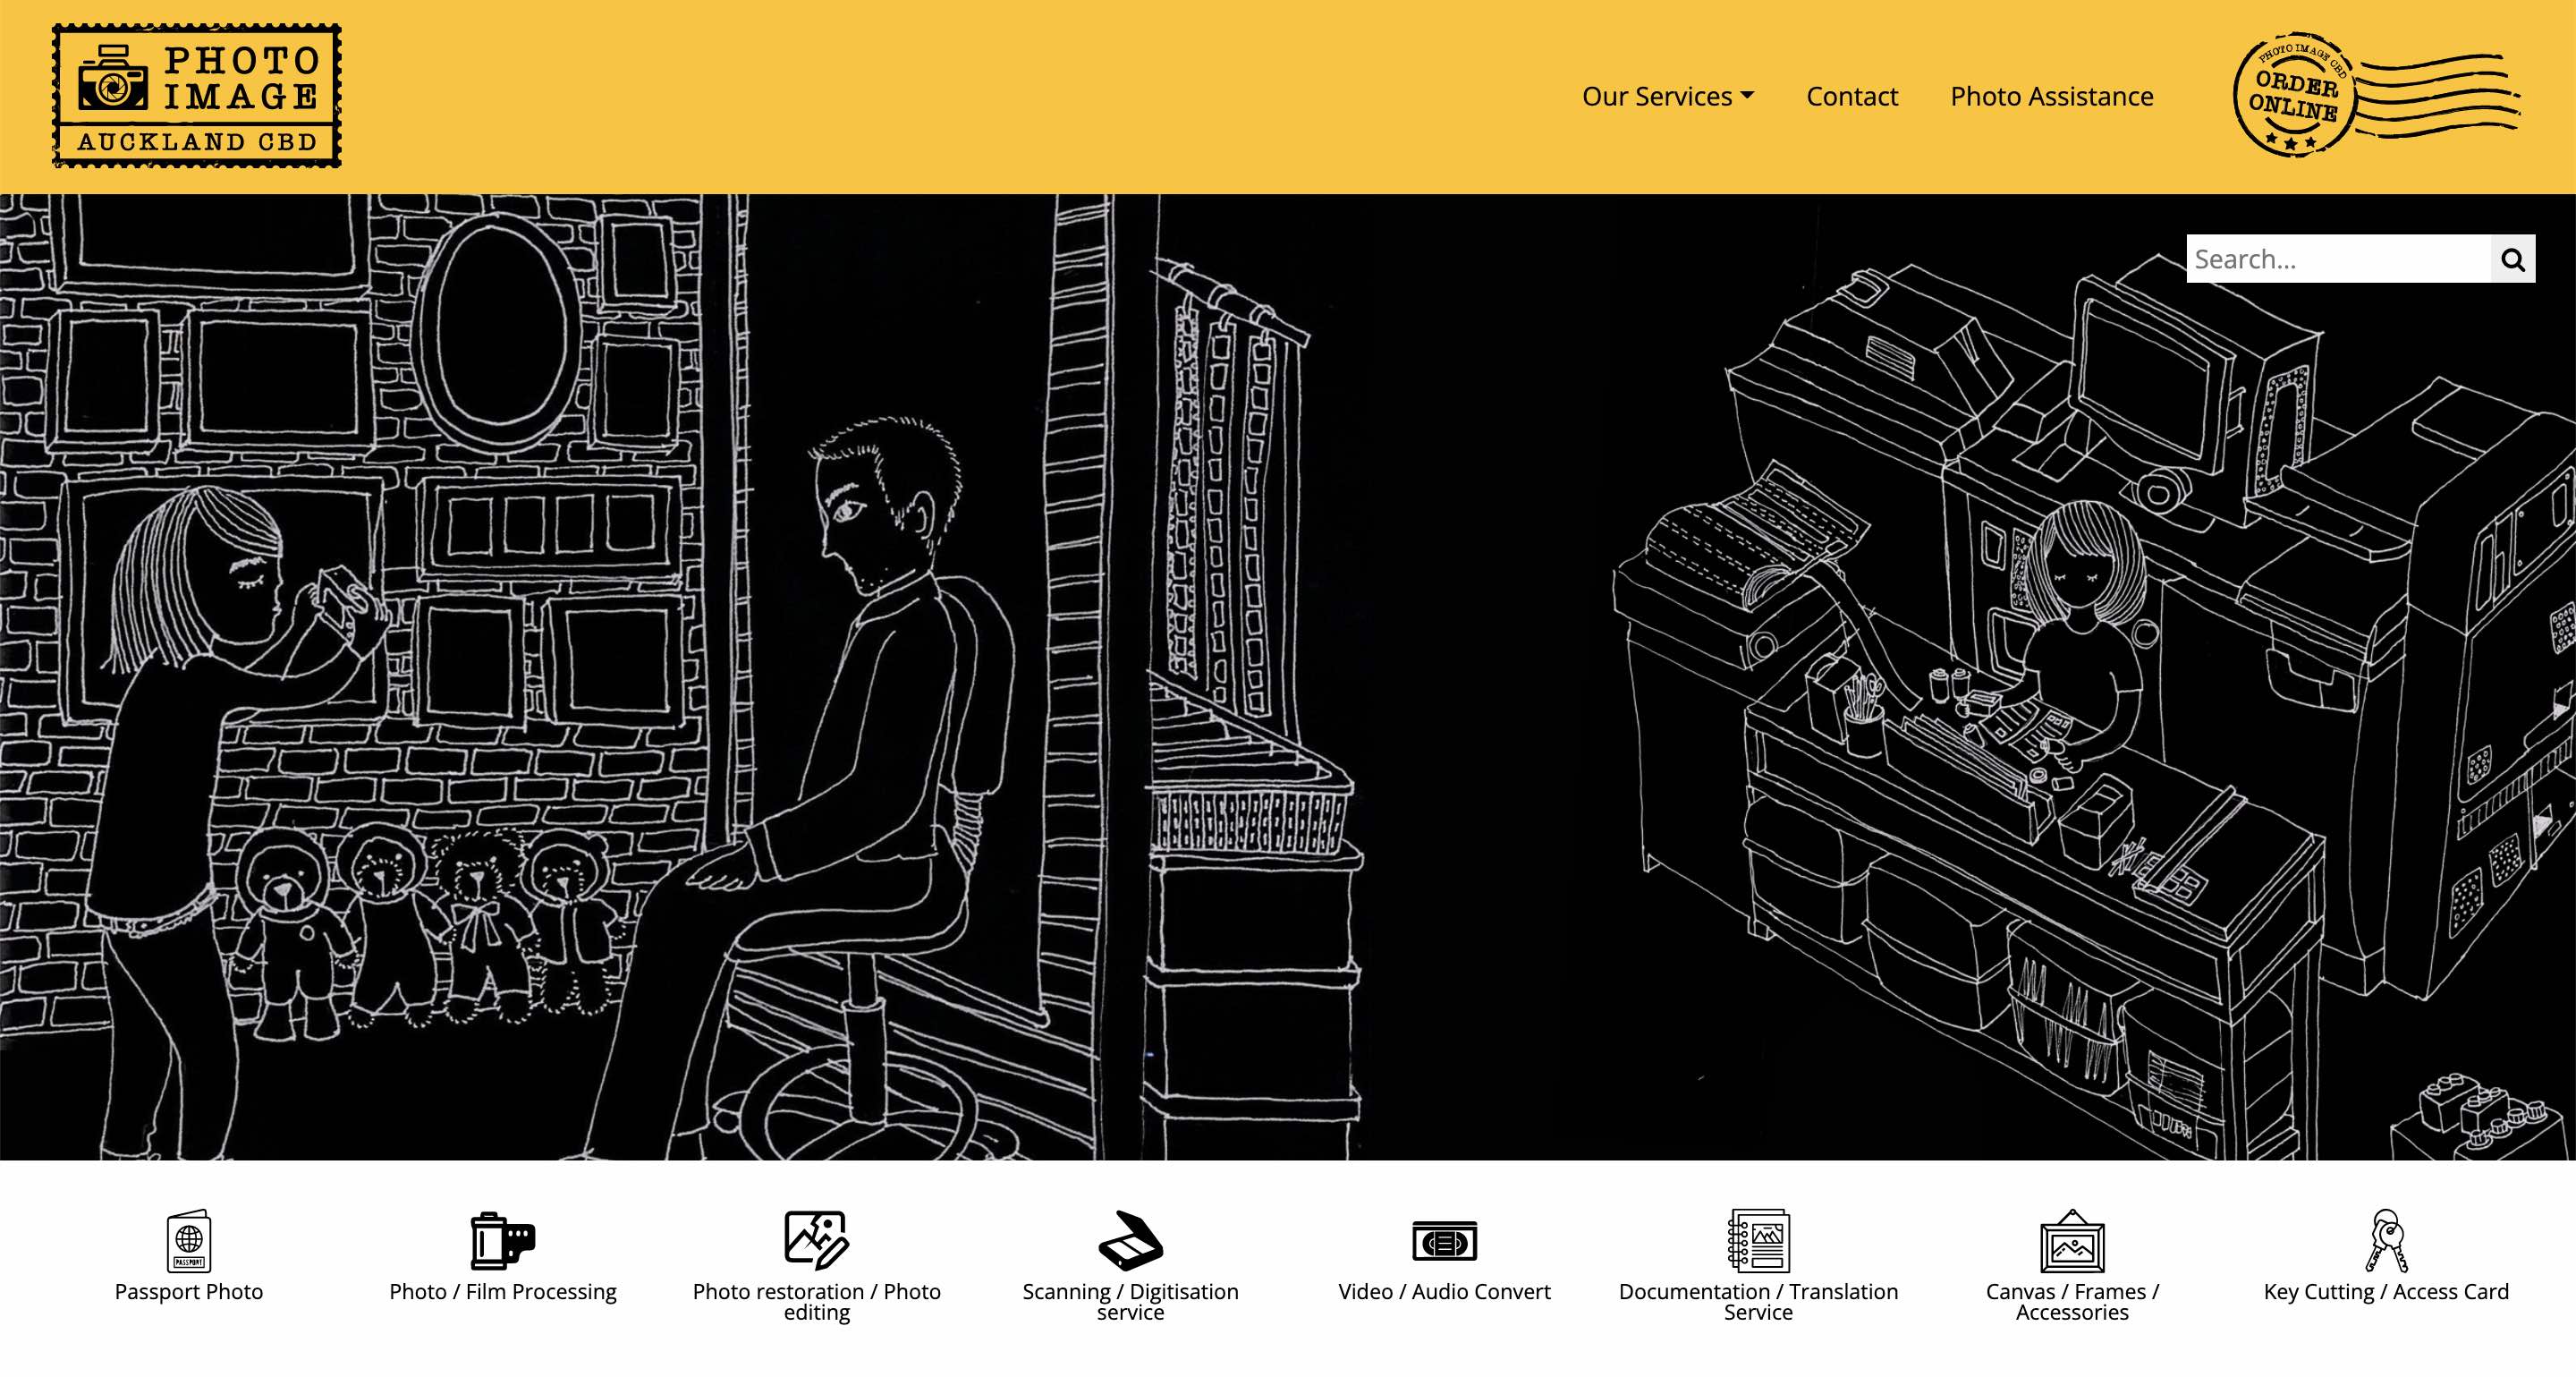 PHOTO
IMAGE
AUCKLAND CBD
Our Services
Contact
Photo Assistance
PHOTO IMAGE CBD
ORDER
ONLINE
Search...
PASSPORT
Passport Photo
Photo / Film Processing
Photo restoration / Photo
editing
Scanning / Digitisation
service
Video / Audio Convert
Documentation / Translation
Service
Canvas / Frames /
Accessories
Key Cutting / Access Card